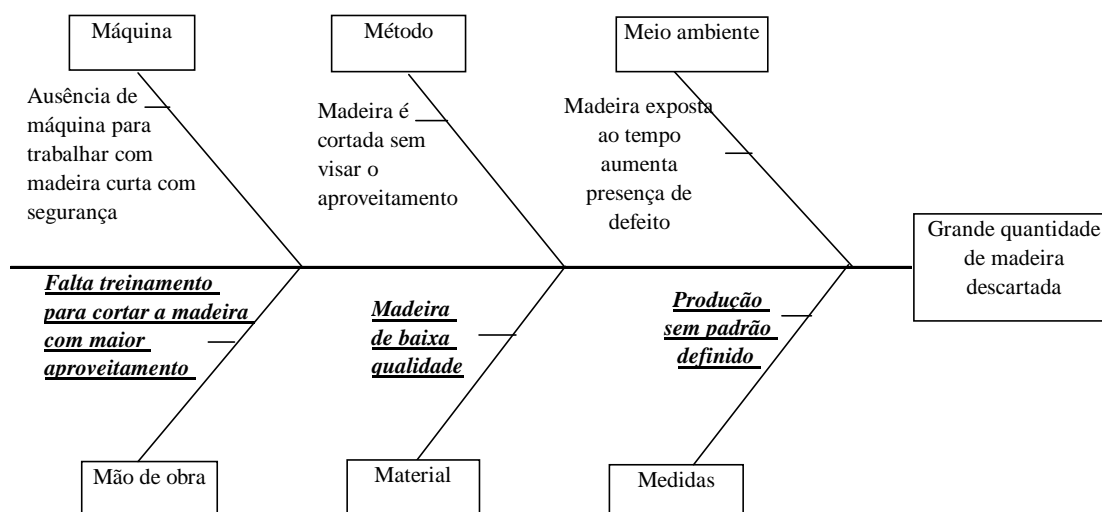 Máquina
Método
Meio ambiente
Ausência de
máquina para
trabalhar com
madeira curta com
segurança
Madeira é
cortada sem
visar o
aproveitamento
Madeira exposta
ao tempo
aumenta
presença de
defeito
Grande quantidade
de madeira
descartada
Falta treinamento
para cortar a madeira
com maior
aproveitamento
Madeira
de baixa
qualidade
Produção
sem padrão
definido
Mão de obra
Material
Medidas